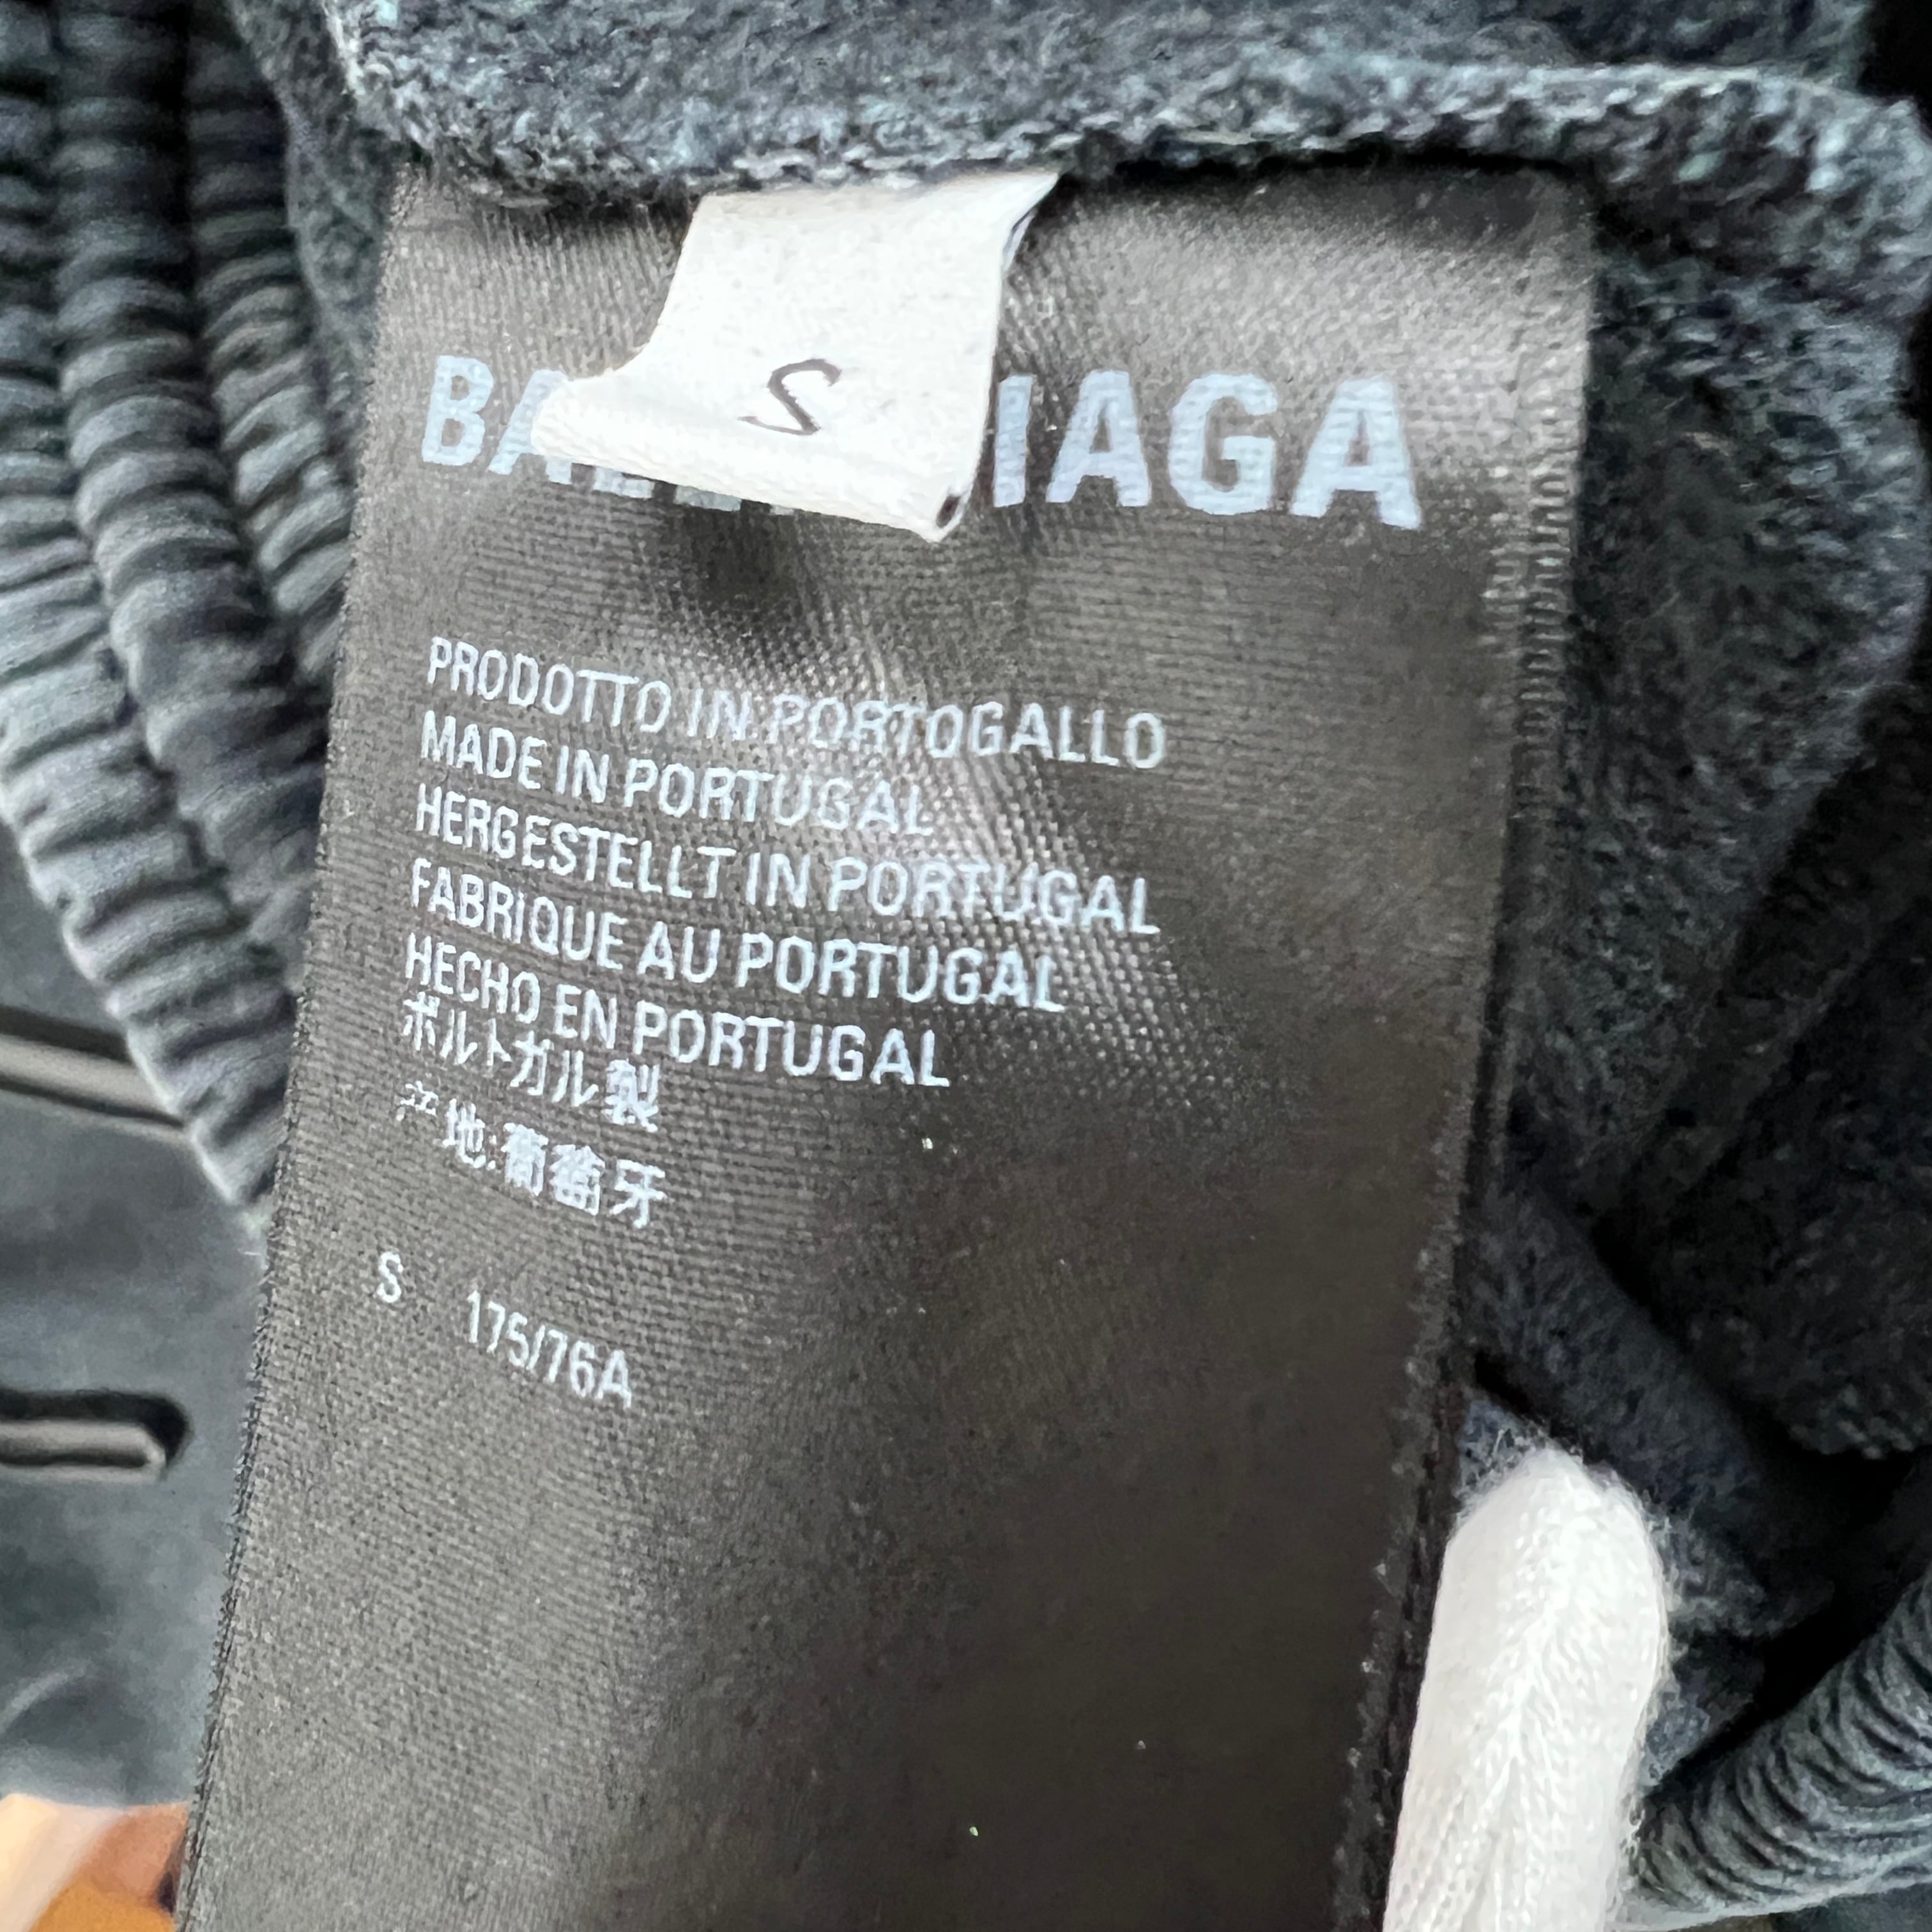 S
BALENCIAGA
PRODOTTO IN PORTOGALLO
MADE IN PORTUGAL
HERGESTELLT IN PORTUGAL
FABRIQUE AU PORTUGAL
HECHO EN PORTUGAL
ポルトガル製
产地:葡萄牙
S 175/76A